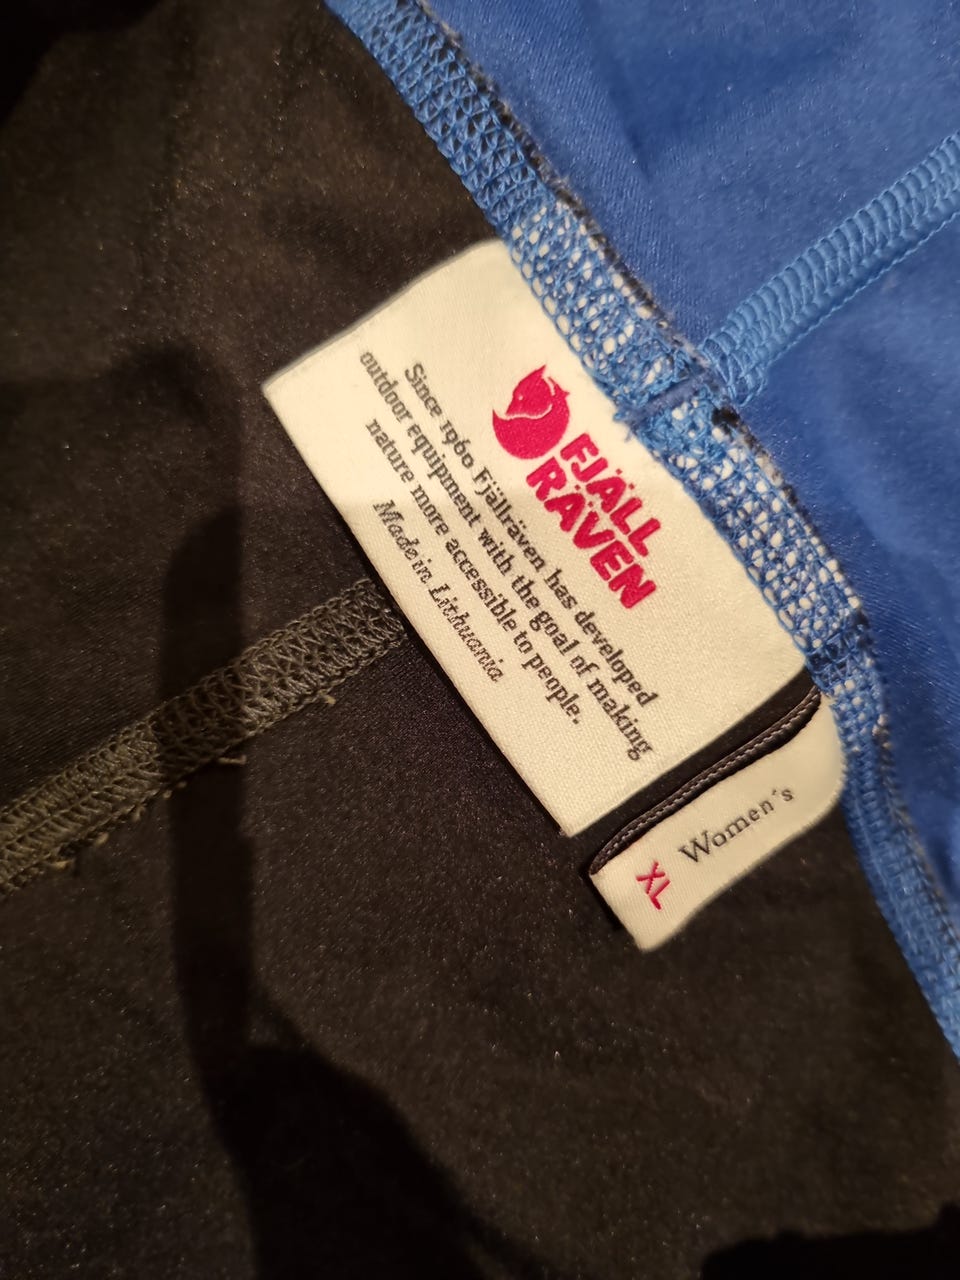 FJÄLL
RÄVEN
Since 1960 Fjällräven has developed
outdoor equipment with the goal of making
nature more accessible to people.
Made in Lithuania
Women´s
XL